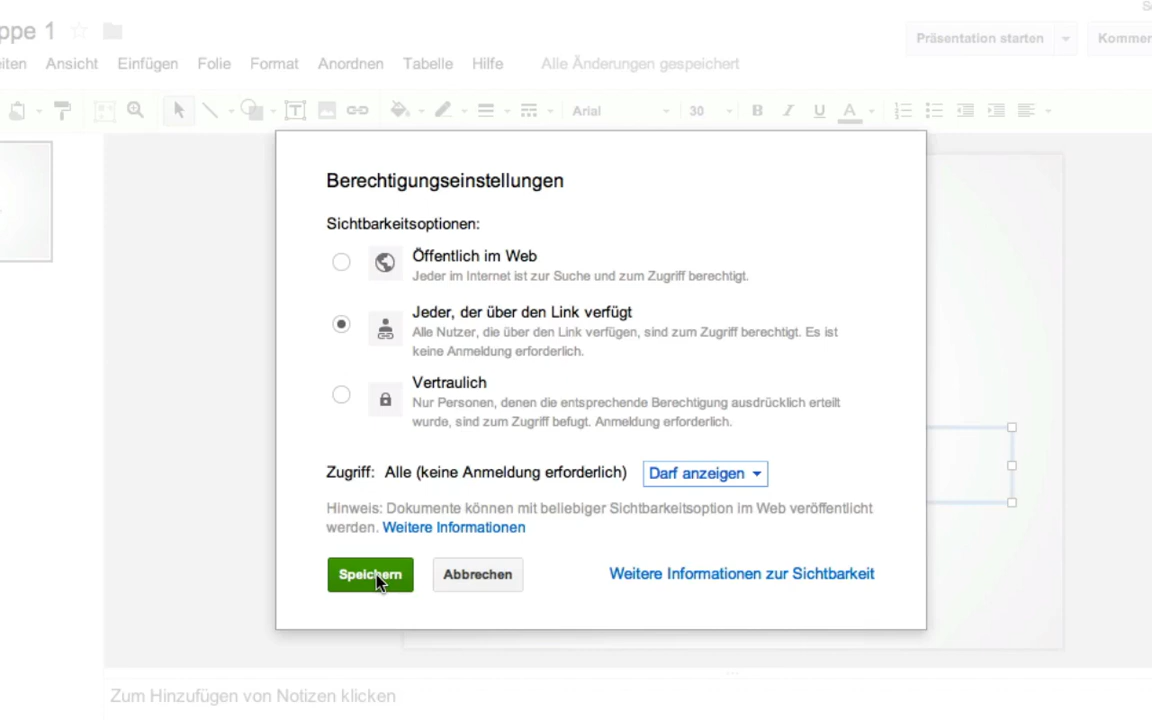 ppe 1
iten Ansicht Einfügen Folie Format Anordnen Tabelle Hilfe Alle Änderungen gespeichert
Präsentation starten Kommen
Arial 30 B I U A
Berechtigungseinstellungen
Sichtbarkeitsoptionen:
Öffentlich im Web
Jeder im Internet ist zur Suche und zum Zugriff berechtigt.
Jeder, der über den Link verfügt
Alle Nutzer, die über den Link verfügen, sind zum Zugriff berechtigt. Es ist
keine Anmeldung erforderlich.
Vertraulich
Nur Personen, denen die entsprechende Berechtigung ausdrücklich erteilt
wurde, sind zum Zugriff befugt. Anmeldung erforderlich.
Zugriff: Alle (keine Anmeldung erforderlich) Darf anzeigen
Hinweis: Dokumente können mit beliebiger Sichtbarkeitsoption im Web veröffentlicht
werden. Weitere Informationen
Speichern Abbrechen Weitere Informationen zur Sichtbarkeit
Zum Hinzufügen von Notizen klicken